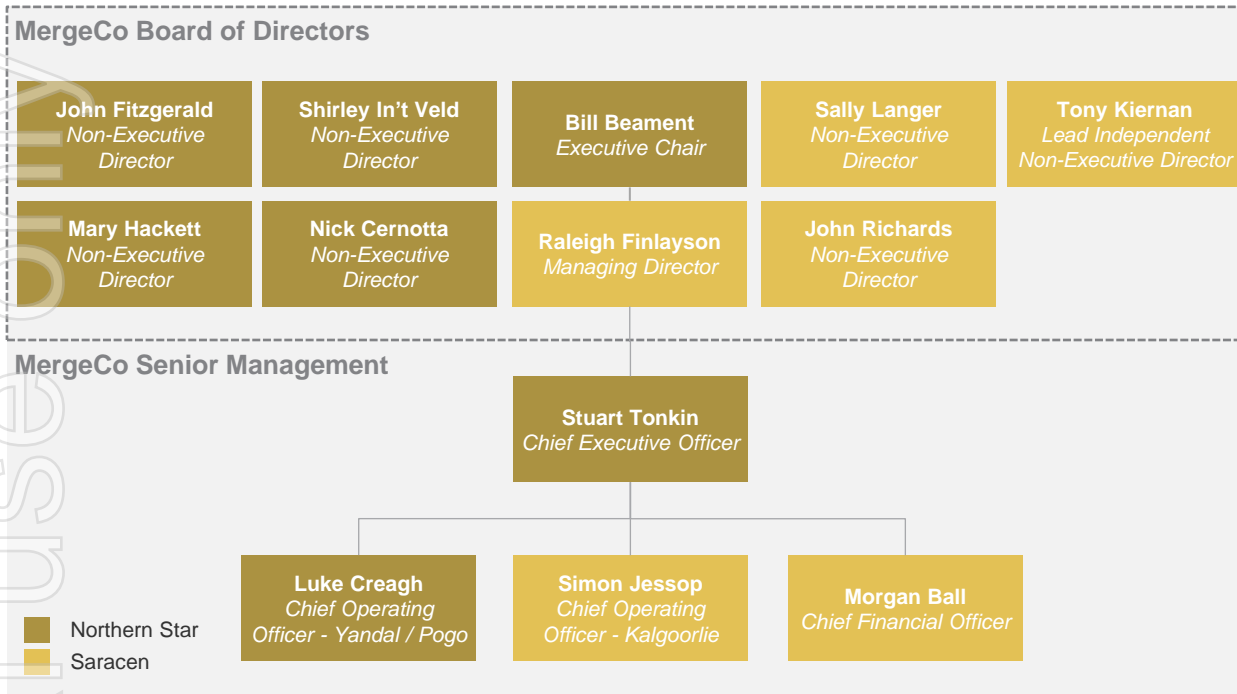 MergeCo Board of Directors
John Fitzgerald
Non-Executive
Director
Shirley In't Veld
Non-Executive
Director
Bill Beament
Executive Chair
Sally Langer
Non-Executive
Director
Tony Kiernan
Lead Independent
Non-Executive Director
Mary Hackett
Non-Executive
Director
Nick Cernotta
Non-Executive
Director
Raleigh Finlayson
Managing Director
John Richards
Non-Executive
Director
MergeCo Senior Management
Stuart Tonkin
Chief Executive Officer
Luke Creagh
Chief Operating
Officer - Yandal / Pogo
Simon Jessop
Chief Operating
Officer - Kalgoorlie
Morgan Ball
Chief Financial Officer
Northern Star
Saracen
use only